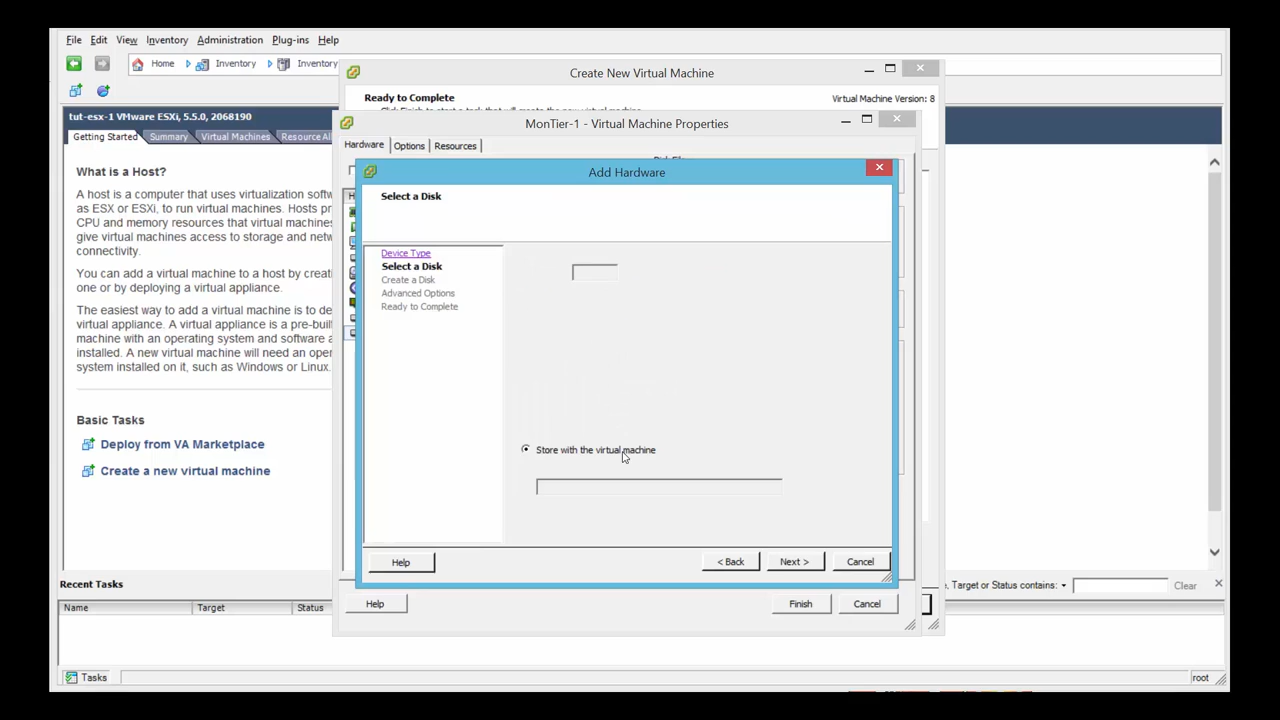 File Edit View Inventory Administration Plug-ins Help
Home Inventory Inventory
Create New Virtual Machine
Ready to Complete
Virtual Machine Version: 8
tut-esx-1 VMware ESXi, 5.5.0, 2068190
MonTier-1 - Virtual Machine Properties
Getting Started Summary Virtual Machines Resource Al
Hardware Options Resources
Add Hardware
What is a Host?
A host is a computer that uses virtualization softw
as ESX or ESXi, to run virtual machines. Hosts pr
CPU and memory resources that virtual machines
give virtual machines access to storage and netw
connectivity.
You can add a virtual machine to a host by creati
one or by deploying a virtual appliance.
The easiest way to add a virtual machine is to de
virtual appliance. A virtual appliance is a pre-buil
machine with an operating system and software a
installed. A new virtual machine will need an oper
system installed on it, such as Windows or Linux.
Basic Tasks
Deploy from VA Marketplace
Create a new virtual machine
Select a Disk
Device Type
Select a Disk
Create a Disk
Advanced Options
Ready to Complete
Store with the virtual machine
Help < Back Next > Cancel
Help Finish Cancel
Recent Tasks
, Target or Status contains: Clear
Name Target Status
Tasks
root